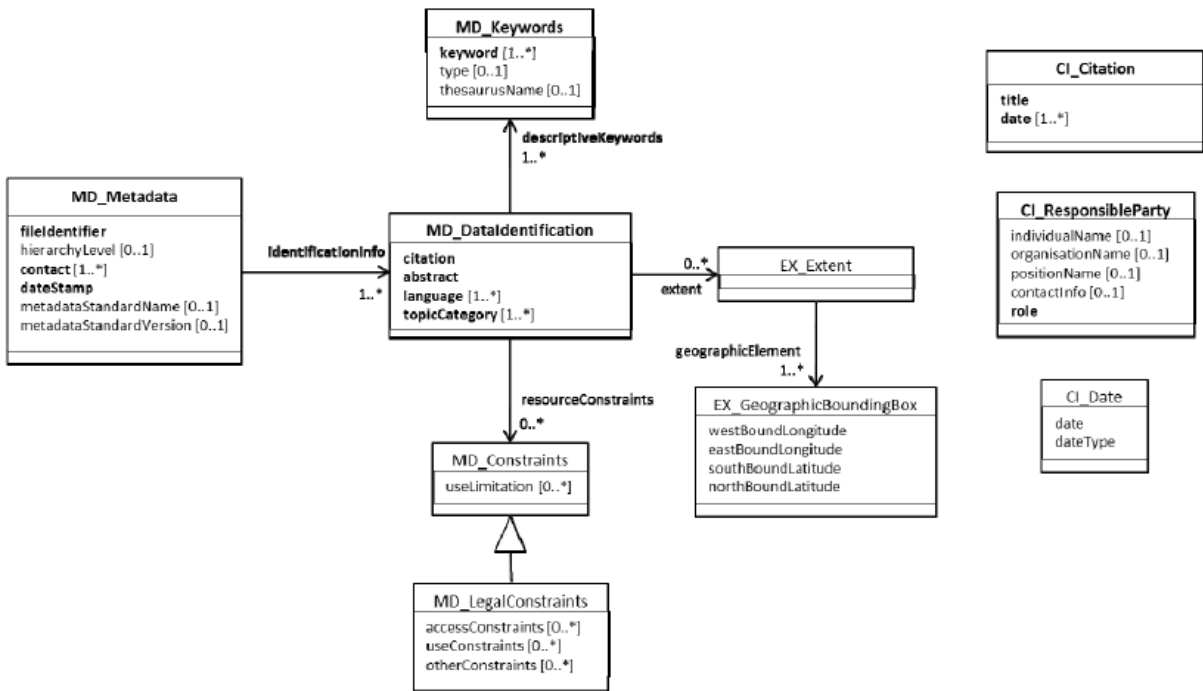 MD_Keywords
keyword [1..*]
type [0..1]
thesaurusName [0..1]
CI_Citation
title
date [1..*]
descriptiveKeywords
1..*
MD_Metadata
fileIdentifier
hierarchyLevel [0..1]
contact [1..*]
dateStamp
metadataStandardName [0..1]
metadataStandardVersion [0..1]
identificationInfo
1..*
MD_DataIdentification
citation
abstract
language [1..*]
topicCategory [1..*]
0..*
extent
EX_Extent
CI_ResponsibleParty
individualName [0..1]
organisationName [0..1]
positionName [0..1]
contactInfo [0..1]
role
geographicElement
1..*
resourceConstraints
0..*
EX_GeographicBoundingBox
westBoundLongitude
eastBoundLongitude
southBoundLatitude
northBoundLatitude
CI_Date
date
dateType
MD_Constraints
useLimitation [0..*]
MD_LegalConstraints
accessConstraints [0..*]
useConstraints [0..*]
otherConstraints [0..*]